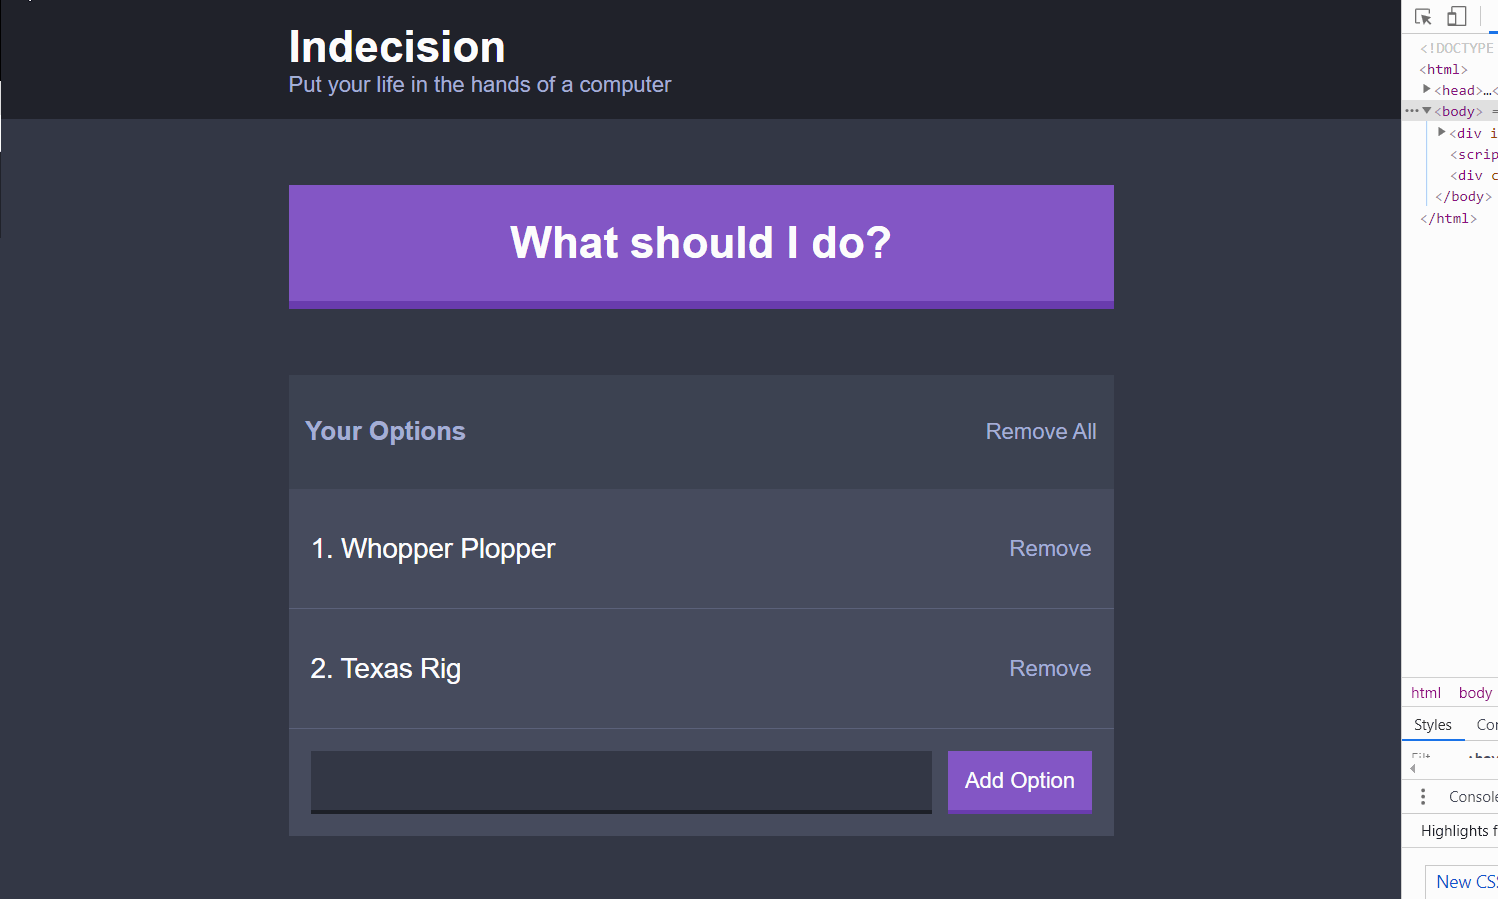 Indecision
Put your life in the hands of a computer
What should I do?
Your Options
Remove All
1. Whopper Plopper
Remove
2. Texas Rig
Remove
Add Option
<!DOCTYPE
<html>
<head>…<
<body> =
<div i
<scrip
<div c
</body>
</html>
html body
Styles
Console
Highlights f
New CSS